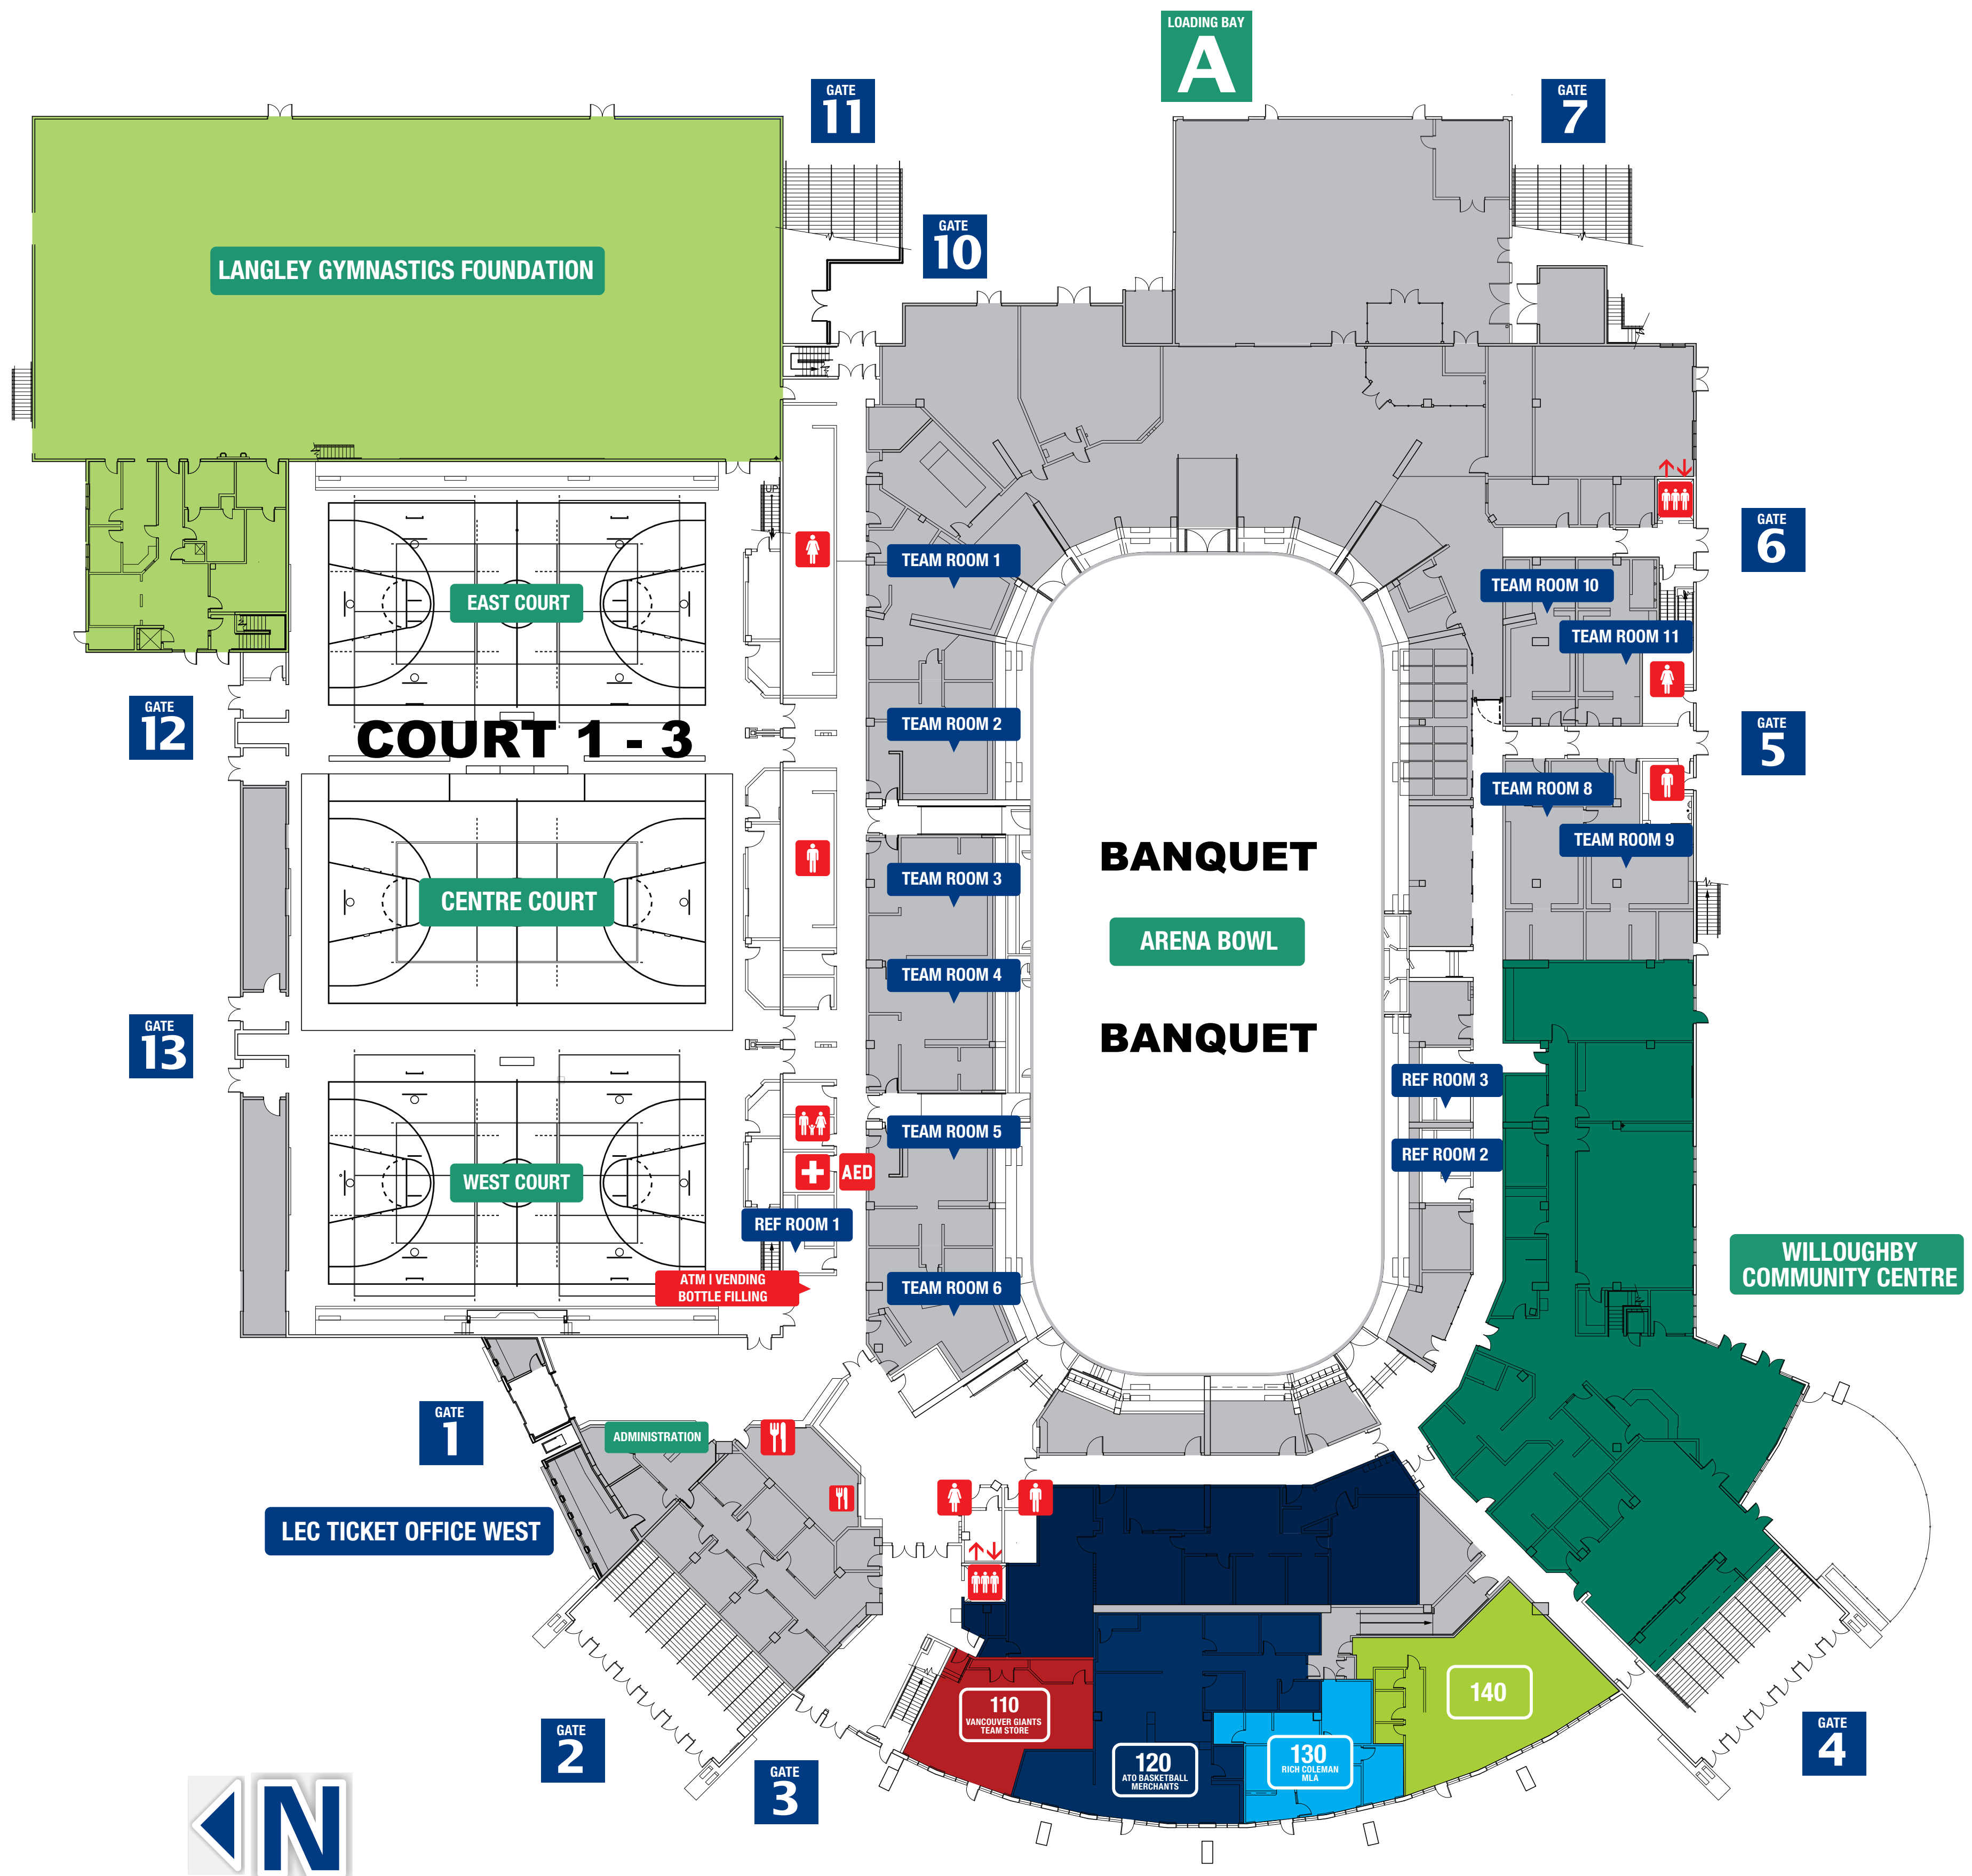 LOADING BAY
A
GATE
11
GATE
7
GATE
10
LANGLEY GYMNASTICS FOUNDATION
GATE
6
TEAM ROOM 1
TEAM ROOM 10
EAST COURT
TEAM ROOM 11
GATE
12
COURT 1 - 3
TEAM ROOM 2
GATE
5
TEAM ROOM 8
TEAM ROOM 9
BANQUET
TEAM ROOM 3
CENTRE COURT
ARENA BOWL
TEAM ROOM 4
GATE
13
BANQUET
REF ROOM 3
TEAM ROOM 5
REF ROOM 2
AED
WEST COURT
REF ROOM 1
WILLOUGHBY
COMMUNITY CENTRE
ATM | VENDING
BOTTLE FILLING
TEAM ROOM 6
GATE
1
ADMINISTRATION
LEC TICKET OFFICE WEST
110
VANCOUVER GIANTS
TEAM STORE
140
GATE
2
GATE
4
120
ATO BASKETBALL
MERCHANTS
130
RICH COLEMAN
MLA
GATE
3
N